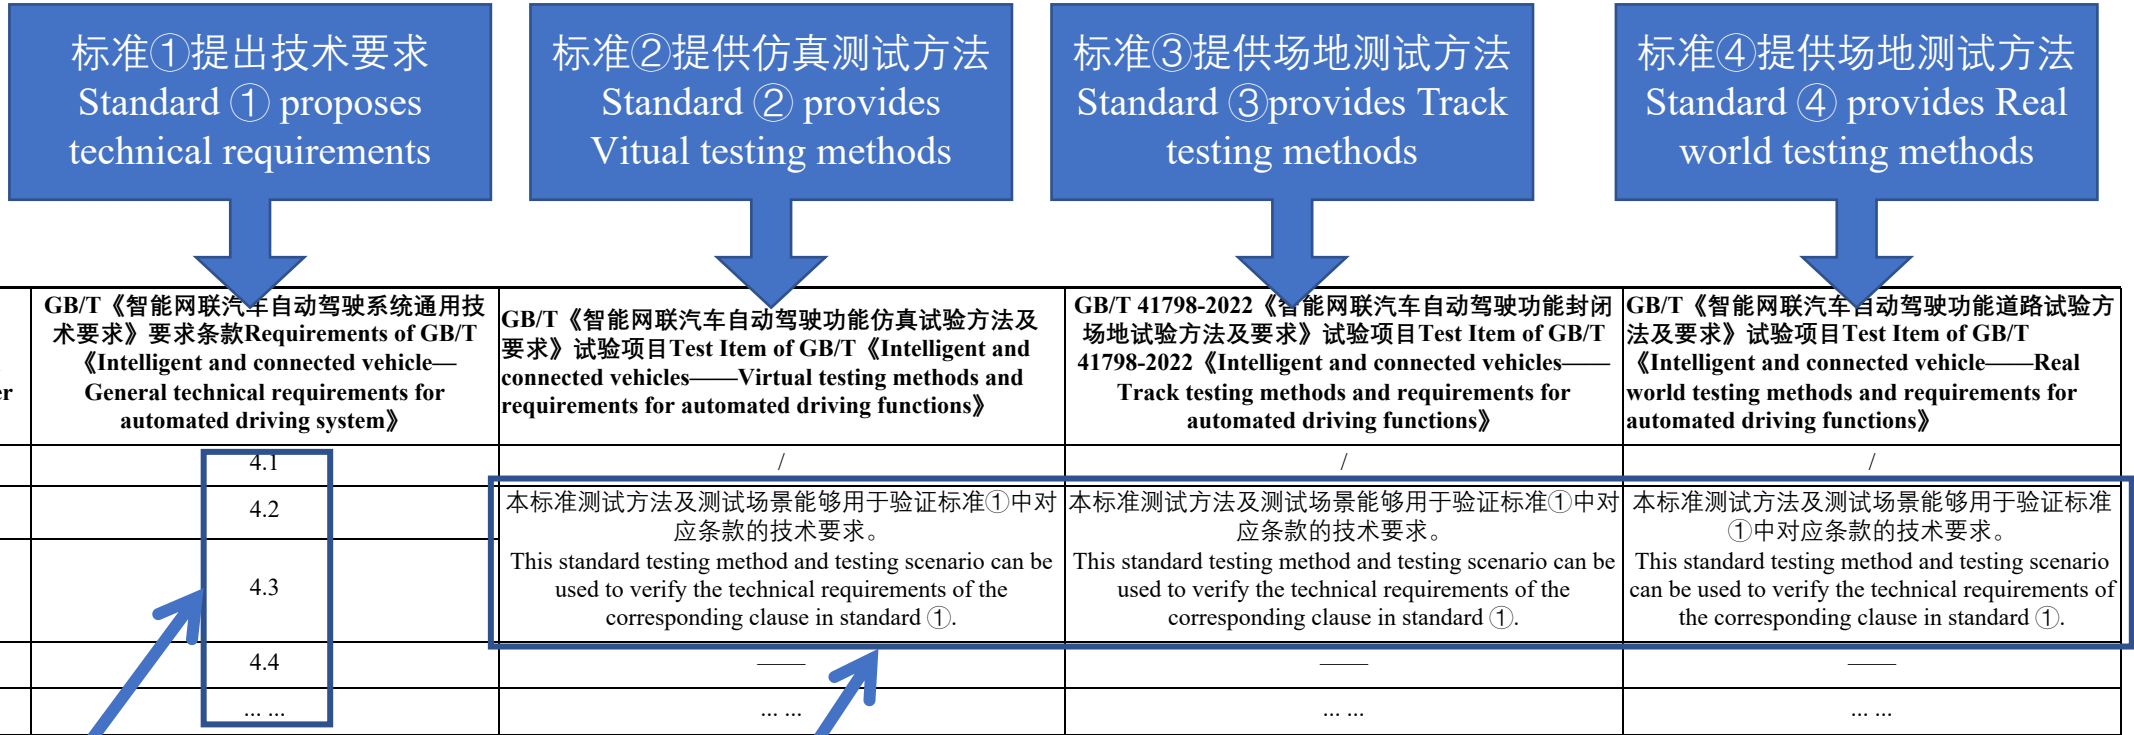 标准①提出技术要求
Standard ① proposes
technical requirements
标准②提供仿真测试方法
Standard ② provides
Vitual testing methods
标准③提供场地测试方法
Standard ③provides Track
testing methods
标准④提供场地测试方法
Standard ④ provides Real
world testing methods
er
GB/T《智能网联汽车自动驾驶系统通用技
术要求》要求条款Requirements of GB/T
《Intelligent and connected vehicle—
General technical requirements for
automated driving system》
GB/T《智能网联汽车自动驾驶功能仿真试验方法及
要求》试验项目Test Item of GB/T《Intelligent and
connected vehicles——Virtual testing methods and
requirements for automated driving functions》
GB/T 41798-2022《智能网联汽车自动驾驶功能封闭
场地试验方法及要求》试验项目Test Item of GB/T
41798-2022《Intelligent and connected vehicles——
Track testing methods and requirements for
automated driving functions》
GB/T《智能网联汽车自动驾驶功能道路试验方
法及要求》试验项目Test Item of GB/T
《Intelligent and connected vehicle——Real
world testing methods and requirements for
automated driving functions》
4.1
/
/
/
4.2
4.3
本标准测试方法及测试场景能够用于验证标准①中对
应条款的技术要求。
This standard testing method and testing scenario can be
used to verify the technical requirements of the
corresponding clause in standard ①.
本标准测试方法及测试场景能够用于验证标准①中对
应条款的技术要求。
This standard testing method and testing scenario can be
used to verify the technical requirements of the
corresponding clause in standard ①.
本标准测试方法及测试场景能够用于验证标准
①中对应条款的技术要求。
This standard testing method and testing scenario
can be used to verify the technical requirements of
the corresponding clause in standard ①.
4.4
——
——
——
... ...
... ...
... ...
... ...